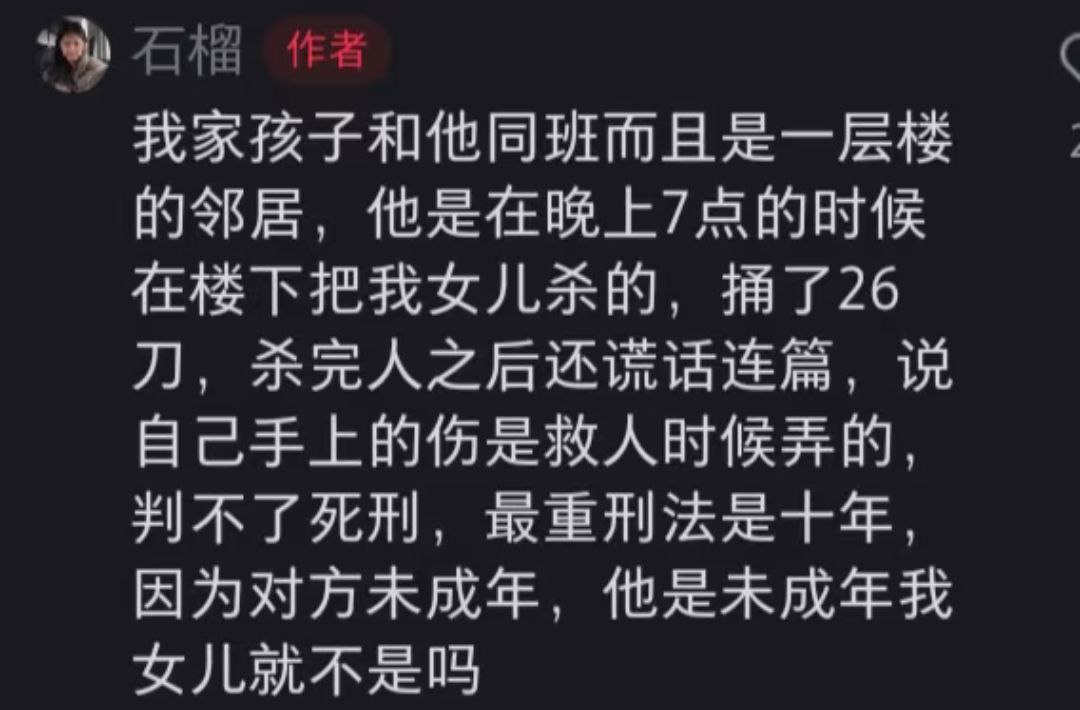 石榴 作者
我家孩子和他同班而且是一层楼
的邻居，他是在晚上7点的时候
在楼下把我女儿杀的，捅了26
刀，杀完人之后还谎话连篇，说
自己手上的伤是救人时候弄的，
判不了死刑，最重刑法是十年，
因为对方未成年，他是未成年我
女儿就不是吗